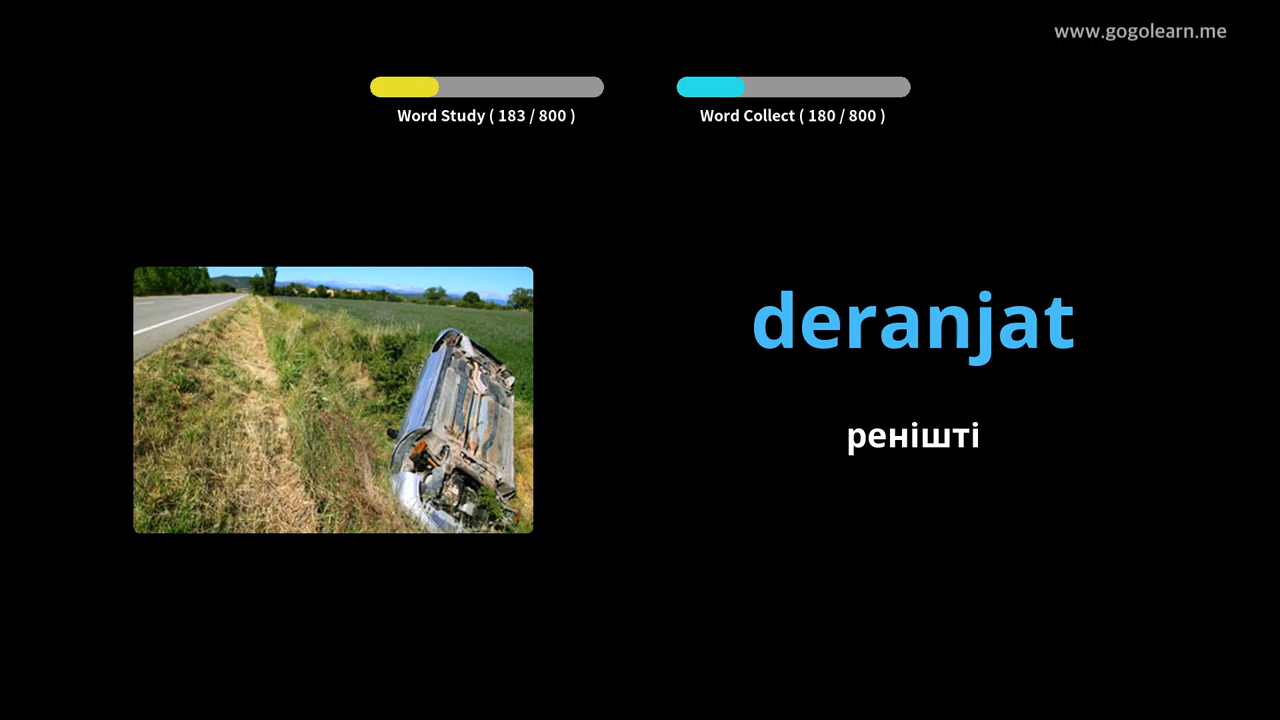 www.gogolearn.me
Word Study ( 183 / 800 )
Word Collect ( 180 / 800 )
deranjat
ренішті